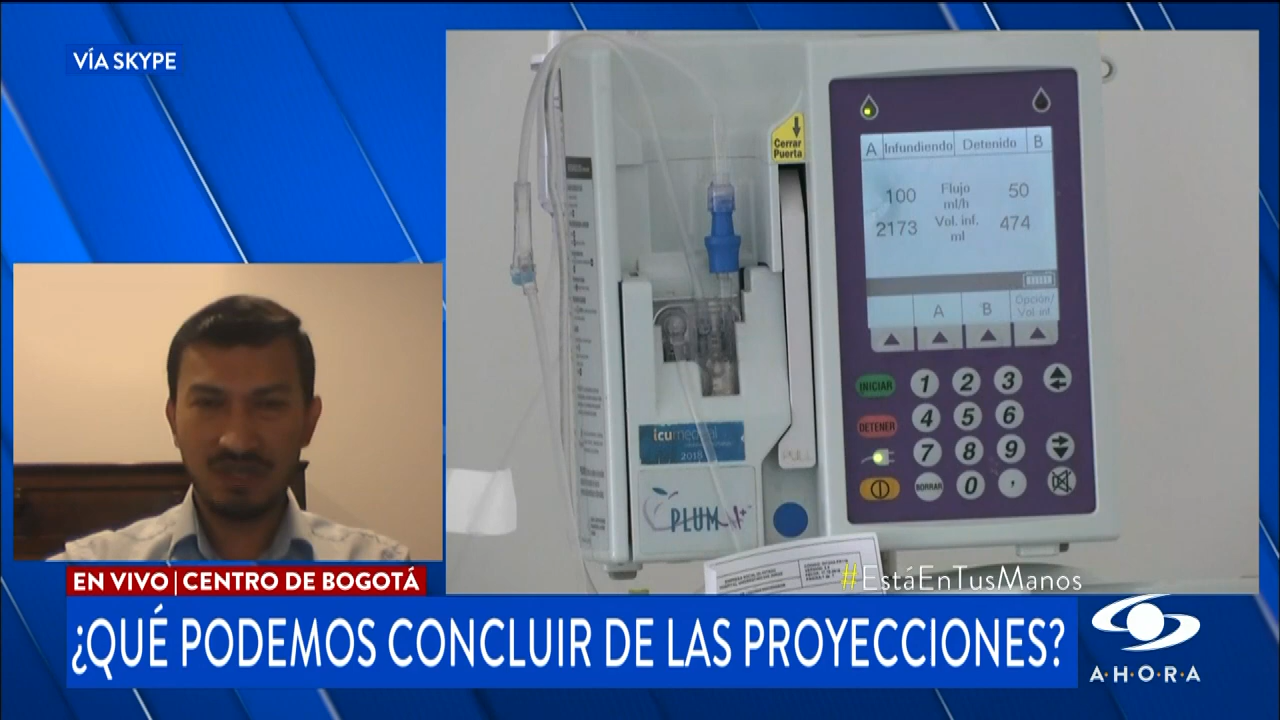 VÍA SKYPE
Cerrar
Puerta
A Infundiendo Detenido B
100 Flujo 50
ml/h
2173 Vol. inf. 474
ml
A B Opción/
Vol inf
INICIAR 1 2 3
DETENER 4 5 6
7 8 9
BORRAR 0 ,
PULL
icumedical
2018
PLUM A+
#EstáEnTusManos
EN VIVO | CENTRO DE BOGOTÁ
¿QUÉ PODEMOS CONCLUIR DE LAS PROYECCIONES?
AHORA